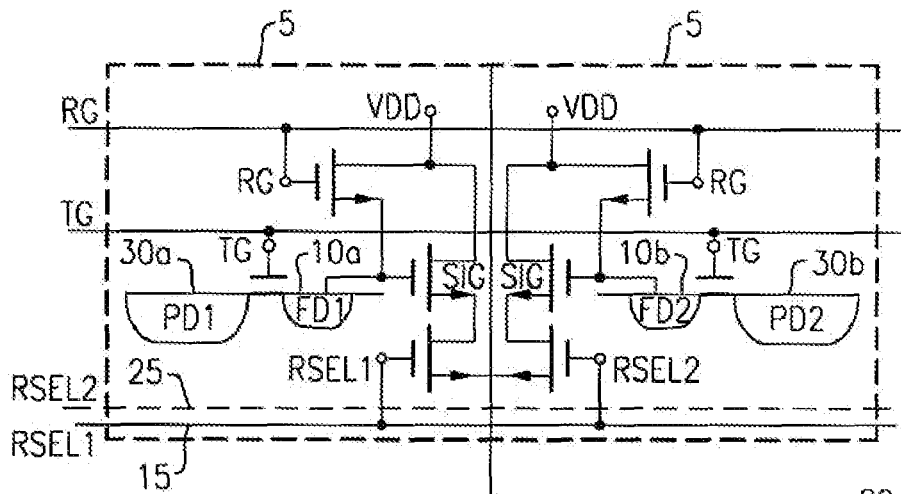 5 5
RG VDD VDD
RG RG
TG
30a TG 10a SIG SIG 10b TG 30b
PD1 FD1 FD2 PD2
RSEL1 RSEL2
RSEL2 25
RSEL1
15